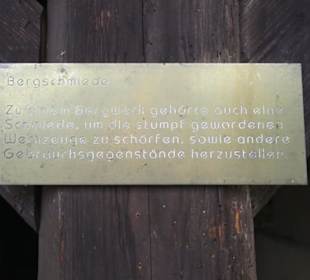 Bergschmiede
Zu einem Bergwerk gehörte auch eine
Schmiede, um die stumpf gewordenen
Werkzeuge zu schärfen, sowie andere
Gebrauchsgegenstände herzustellen.